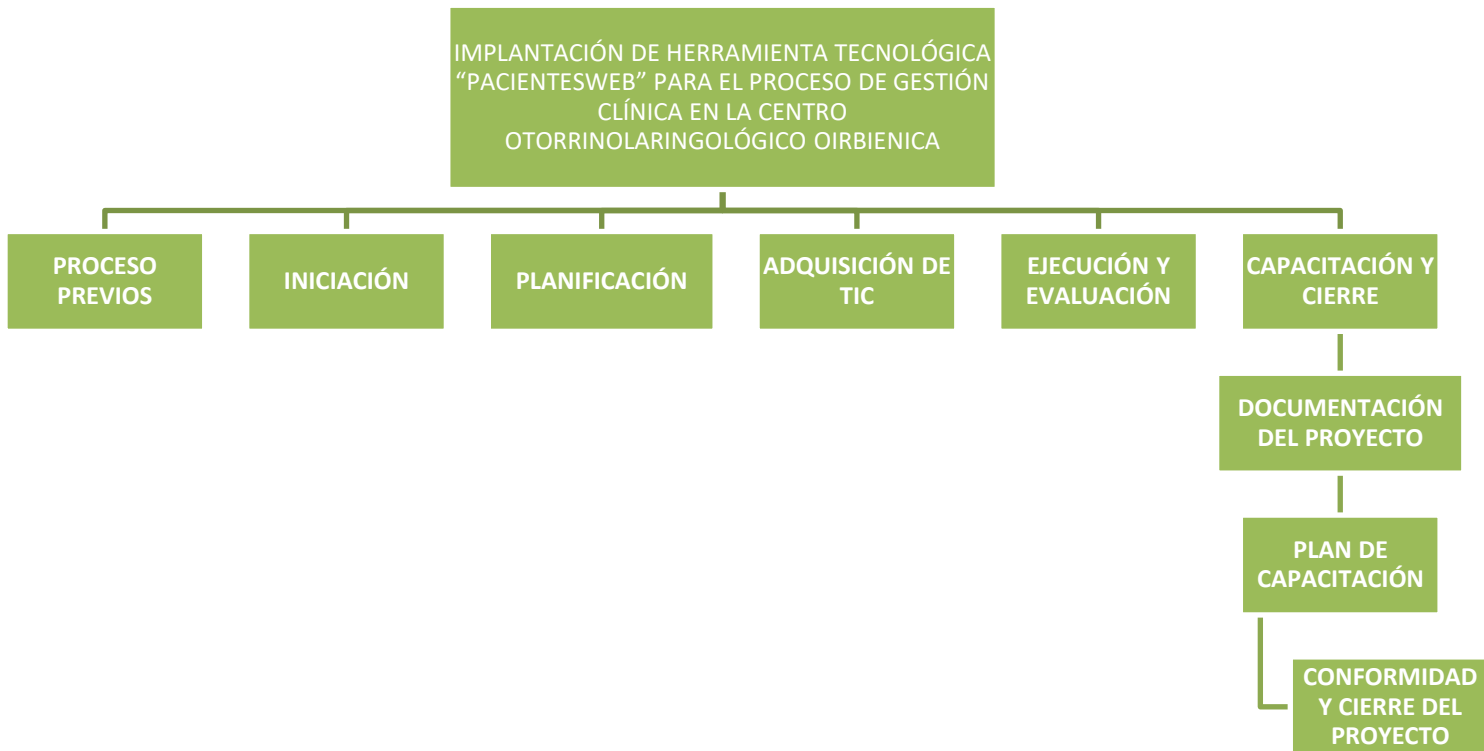 IMPLANTACIÓN DE HERRAMIENTA TECNOLÓGICA
“PACIENTESWEB” PARA EL PROCESO DE GESTIÓN
CLÍNICA EN LA CENTRO
OTORRINOLARINGOLÓGICO OIRBIENICA
PROCESO
PREVIOS
INICIACIÓN
PLANIFICACIÓN
ADQUISICIÓN DE
TIC
EJECUCIÓN Y
EVALUACIÓN
CAPACITACIÓN Y
CIERRE
DOCUMENTACIÓN
DEL PROYECTO
PLAN DE
CAPACITACIÓN
CONFORMIDAD
Y CIERRE DEL
PROYECTO